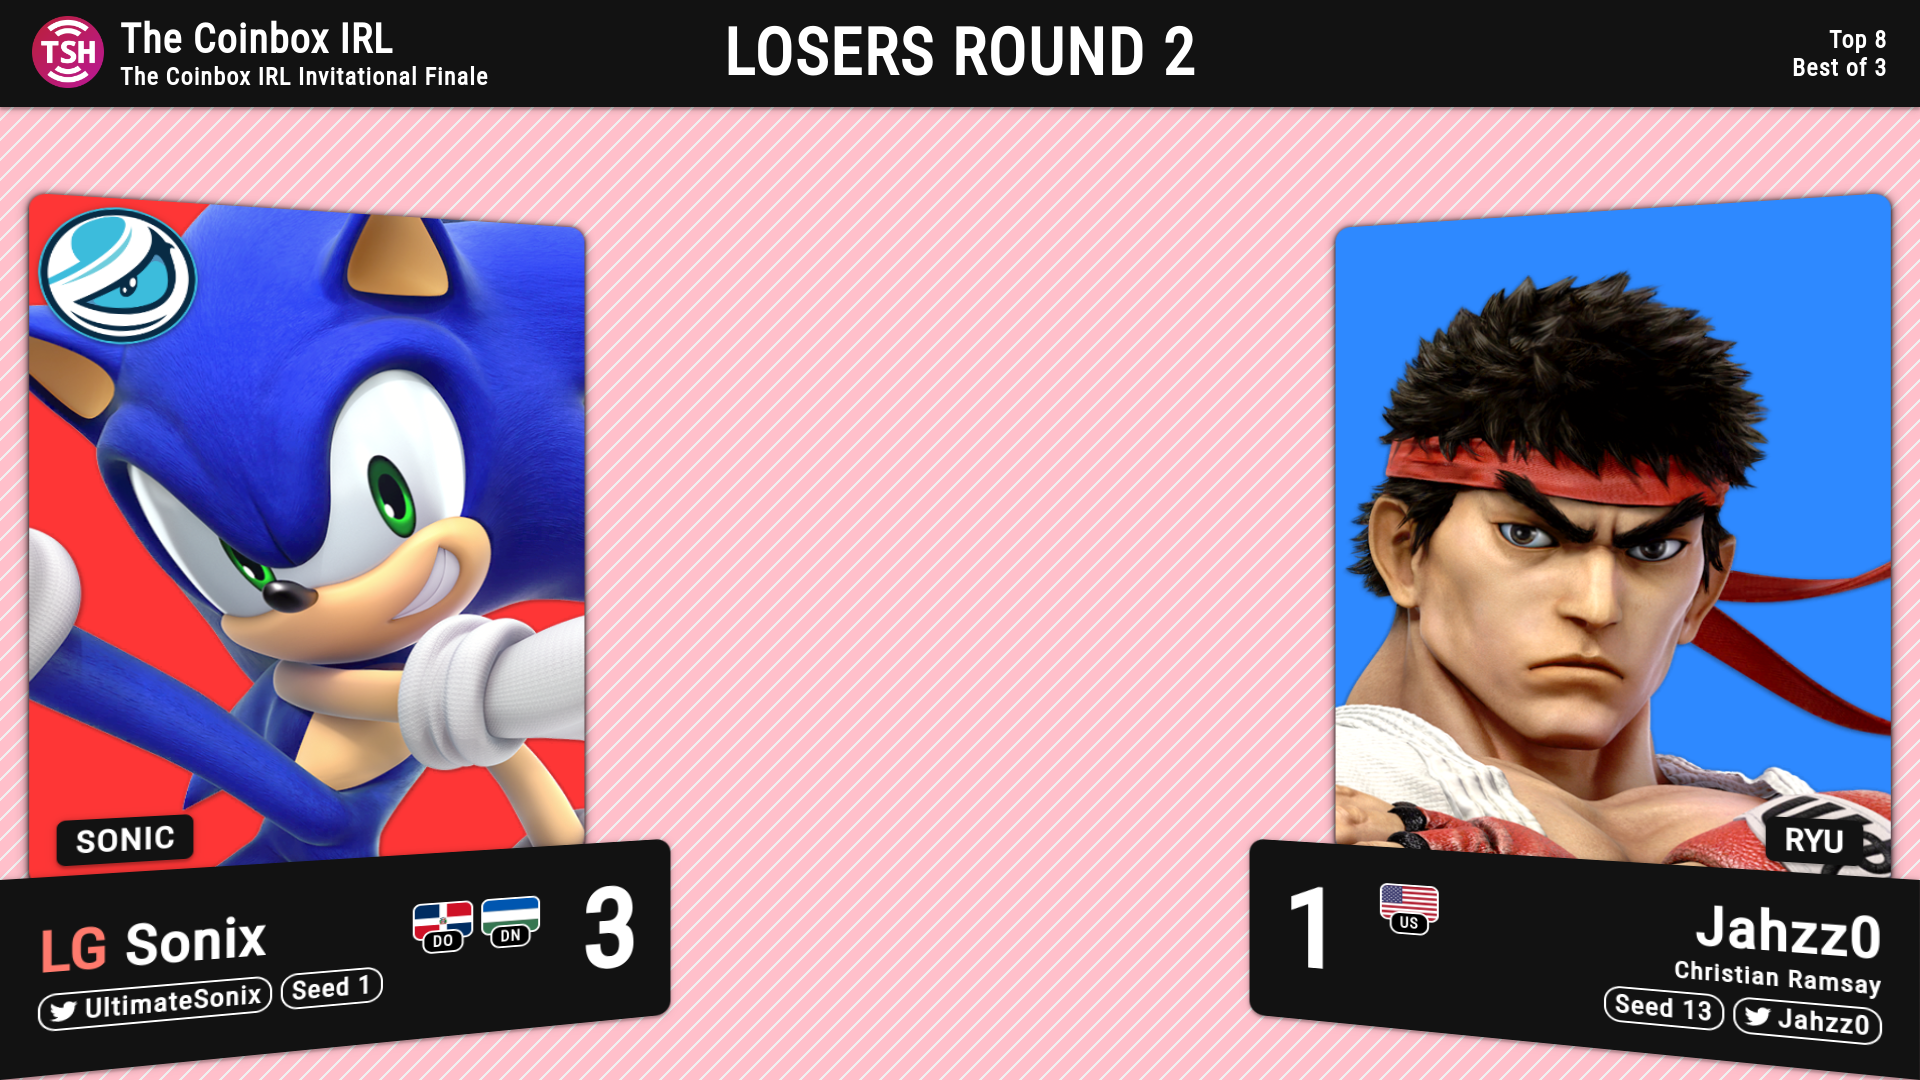 TSH
The Coinbox IRL
The Coinbox IRL Invitational Finale
LOSERS ROUND 2
Top 8
Best of 3
SONIC
LG Sonix
DO
DN
3
UltimateSonix
Seed 1
RYU
1
US
Jahzz0
Christian Ramsay
Seed 13
Jahzz0